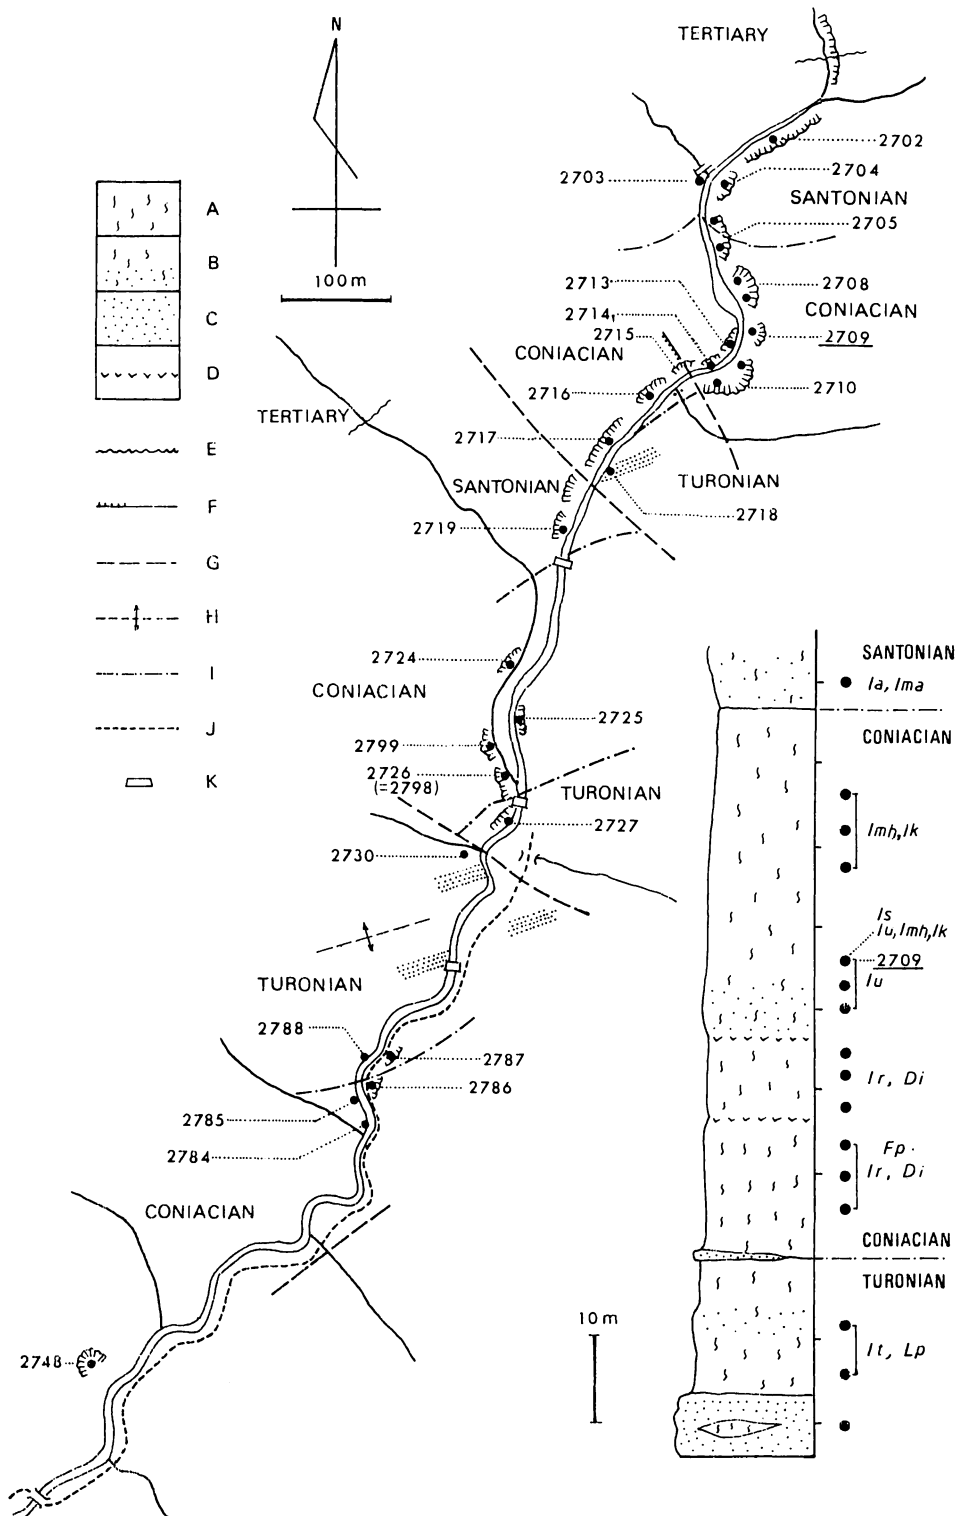 N
TERTIARY
2702
2703
2704
SANTONIAN
2705
A
B
C
D
100m
2713
2708
2714,
CONIACIAN
2715
2709
CONIACIAN
2716
2710
TERTIARY
2717
E
TURONIAN
SANTONIAN
F
2718
2719
G
H
2724
I
CONIACIAN
2725
J
2799
2726
(=2798)
TURONIAN
K
2727
2730
TURONIAN
2788
2787
2786
2785
2784
CONIACIAN
2748
10m
SANTONIAN
Ia, Ima
CONIACIAN
Imh, Ik
Is
Iu, Imh, Ik
2709
Iu
Ir, Di
Fp.
Ir, Di
CONIACIAN
TURONIAN
It, Lp